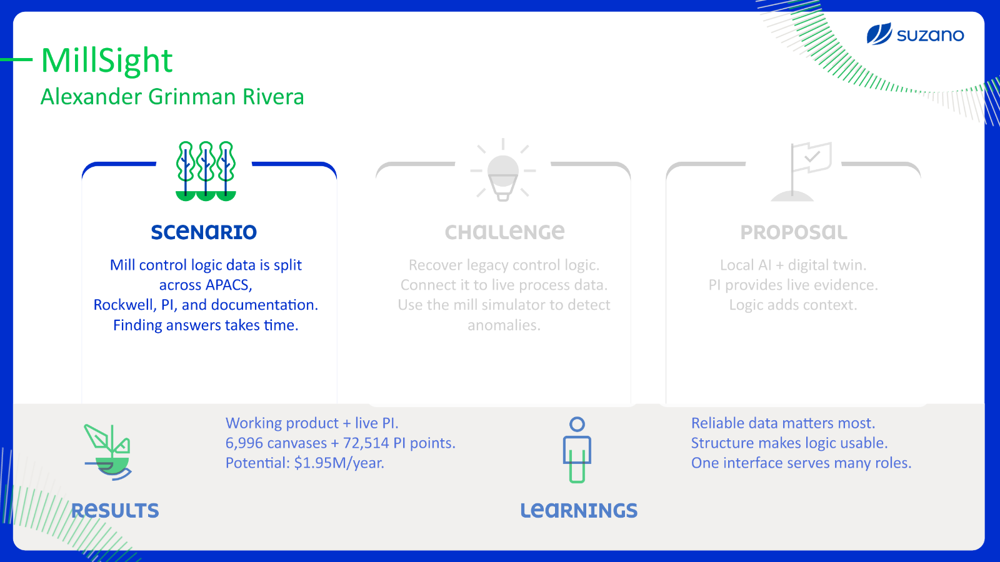 suzano
MillSight
Alexander Grinman Rivera
SCENARIO
Mill control logic data is split
across APACS,
Rockwell, PI, and documentation.
Finding answers takes time.
CHALLENGE
Recover legacy control logic.
Connect it to live process data.
Use the mill simulator to detect
anomalies.
PROPOSAL
Local AI + digital twin.
PI provides live evidence.
Logic adds context.
Working product + live PI.
6,996 canvases + 72,514 PI points.
Potential: $1.95M/year.
RESULTS
Reliable data matters most.
Structure makes logic usable.
One interface serves many roles.
LEARNINGS